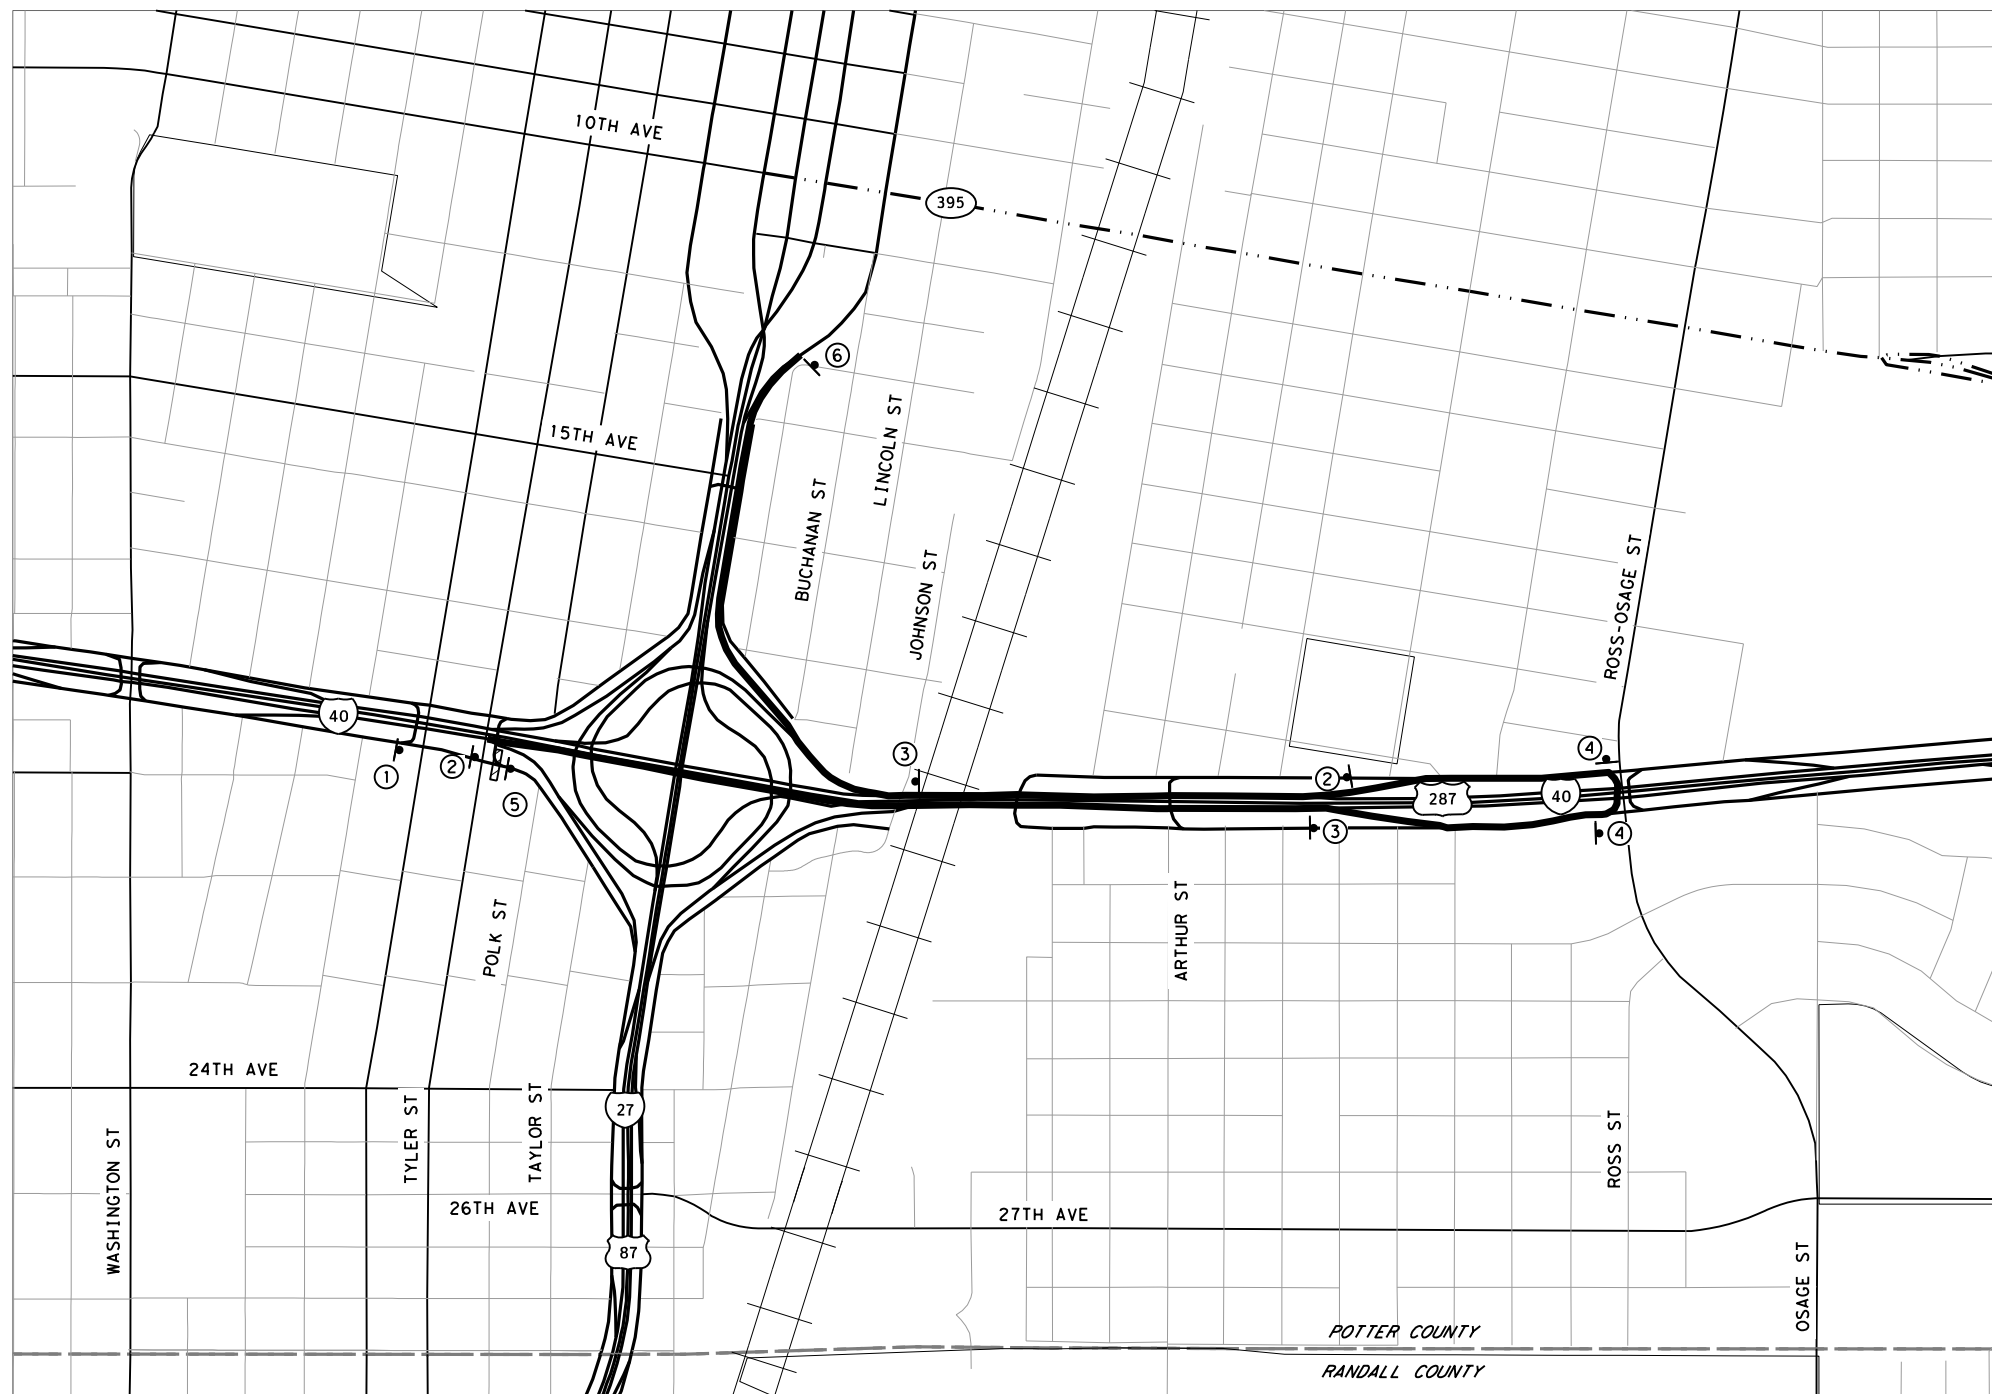 10TH AVE
395
6
LINCOLN ST
15TH AVE
BUCHANAN ST
JOHNSON ST
ROSS-OSAGE ST
40
1
2
5
3
2
287
40
4
3
4
POLK ST
ARTHUR ST
24TH AVE
27
TYLER ST
TAYLOR ST
WASHINGTON ST
26TH AVE
27TH AVE
ROSS ST
87
OSAGE ST
POTTER COUNTY
RANDALL COUNTY